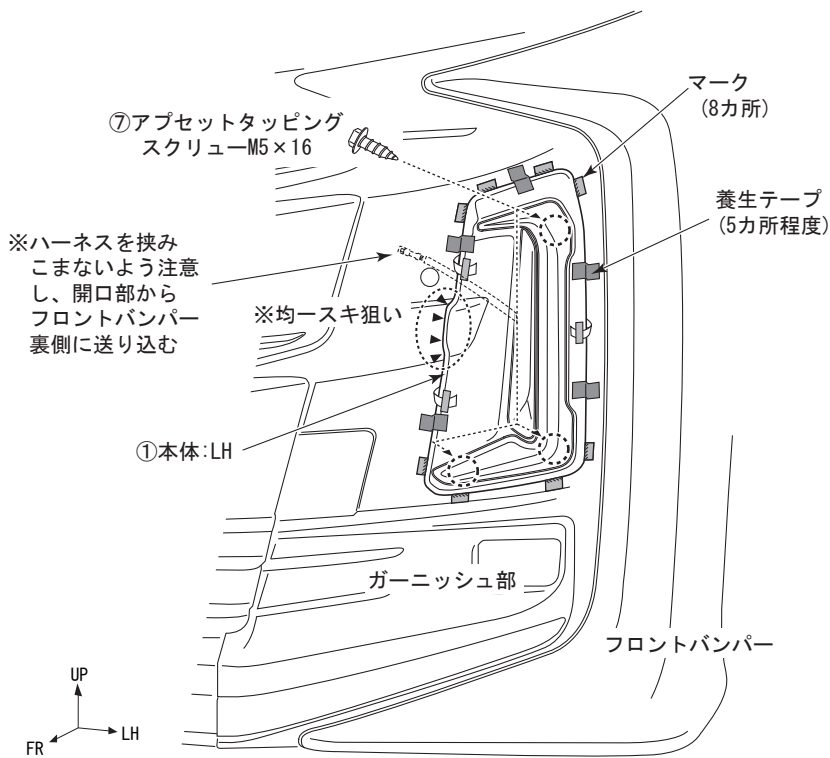 マーク
(8カ所)
⑦アプセットタッピング
スクリューM5×16
養生テープ
(5カ所程度)
※ハーネスを挟み
こまないよう注意
し、開口部から
フロントバンパー
裏側に送り込む
※均一スキ狙い
①本体:LH
ガーニッシュ部
フロントバンパー
UP
FR
LH